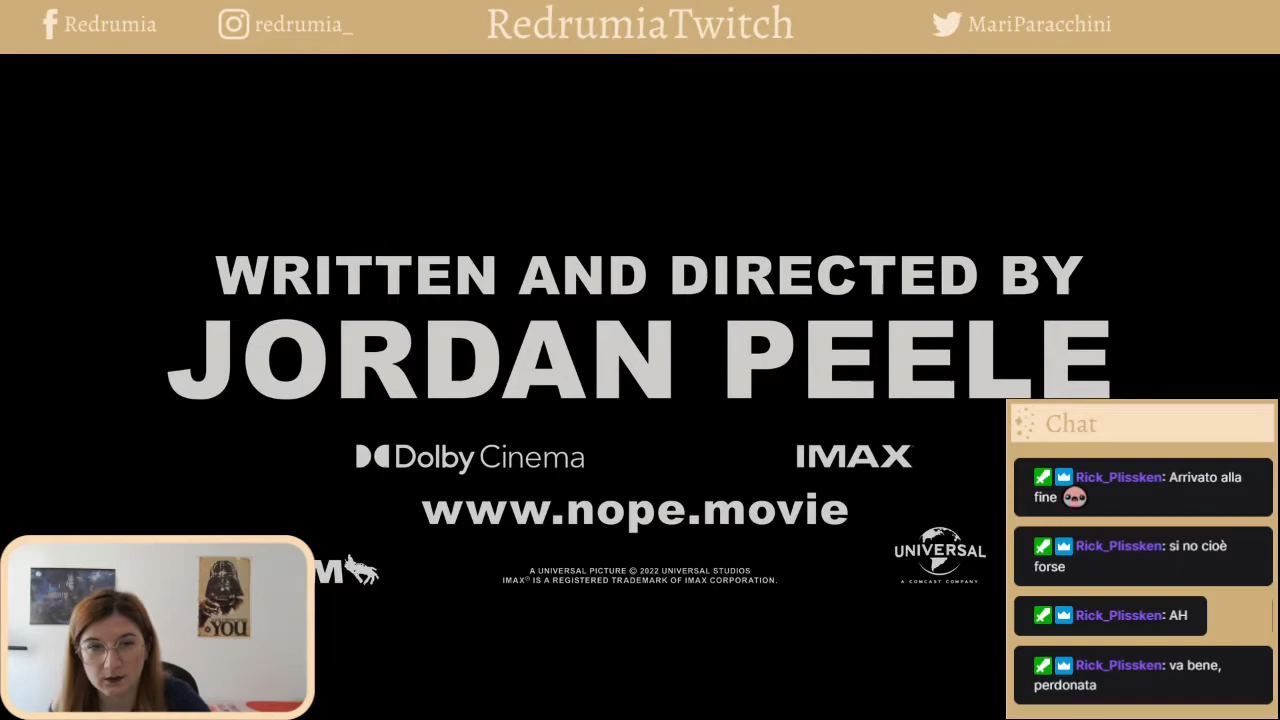 Redrumia
redrumia_
RedrumiaTwitch
MariParacchini
WRITTEN AND DIRECTED BY
JORDAN PEELE
Dolby Cinema
IMAX
www.nope.movie
A UNIVERSAL PICTURE © 2022 UNIVERSAL STUDIOS
IMAX® IS A REGISTERED TRADEMARK OF IMAX CORPORATION.
UNIVERSAL
A COMCAST COMPANY
M
YOU
Chat
Rick_Plissken: Arrivato alla
fine
Rick_Plissken: si no cioè
forse
Rick_Plissken: AH
Rick_Plissken: va bene,
perdonata